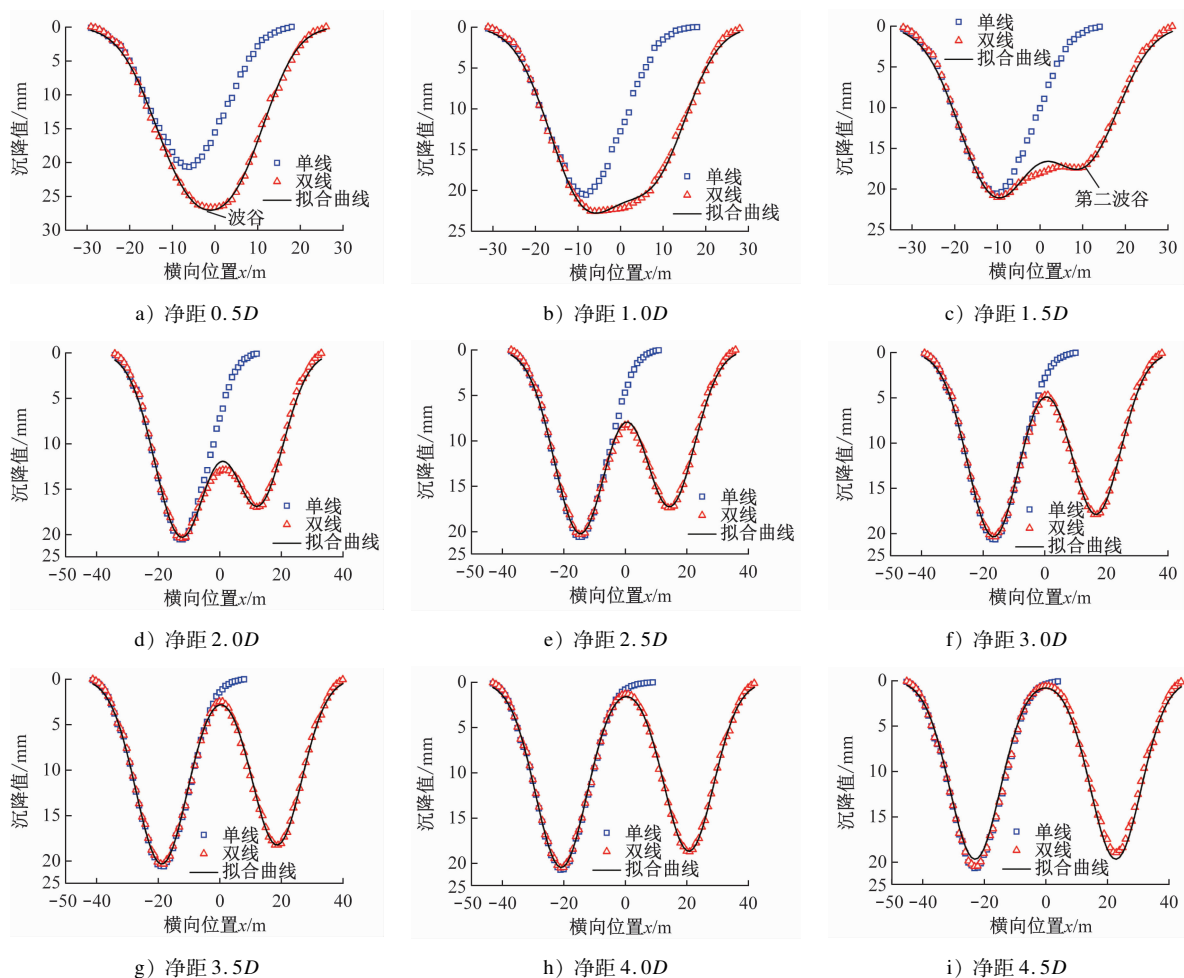 0
5
10
15
20
25
30
沉降值/mm
单线
双线
拟合曲线
波谷
-30 -20 -10 0 10 20 30
横向位置x/m
a) 净距0.5D
0
5
10
15
20
25
沉降值/mm
单线
双线
拟合曲线
-30 -20 -10 0 10 20 30
横向位置x/m
b) 净距1.0D
0
5
10
15
20
25
沉降值/mm
单线
双线
拟合曲线
第二波谷
-30 -20 -10 0 10 20 30
横向位置x/m
c) 净距1.5D
0
5
10
15
20
25
沉降值/mm
单线
双线
拟合曲线
-50 -40 -20 0 20 40
横向位置x/m
d) 净距2.0D
0
5
10
15
20
25
沉降值/mm
单线
双线
拟合曲线
-50 -40 -20 0 20 40
横向位置x/m
e) 净距2.5D
0
5
10
15
20
25
沉降值/mm
单线
双线
拟合曲线
-50 -40 -20 0 20 40
横向位置x/m
f) 净距3.0D
0
5
10
15
20
25
沉降值/mm
单线
双线
拟合曲线
-50 -40 -20 0 20 40
横向位置x/m
g) 净距3.5D
0
5
10
15
20
25
沉降值/mm
单线
双线
拟合曲线
-50 -40 -20 0 20 40
横向位置x/m
h) 净距4.0D
0
5
10
15
20
25
沉降值/mm
单线
双线
拟合曲线
-50 -40 -20 0 20 40
横向位置x/m
i) 净距4.5D